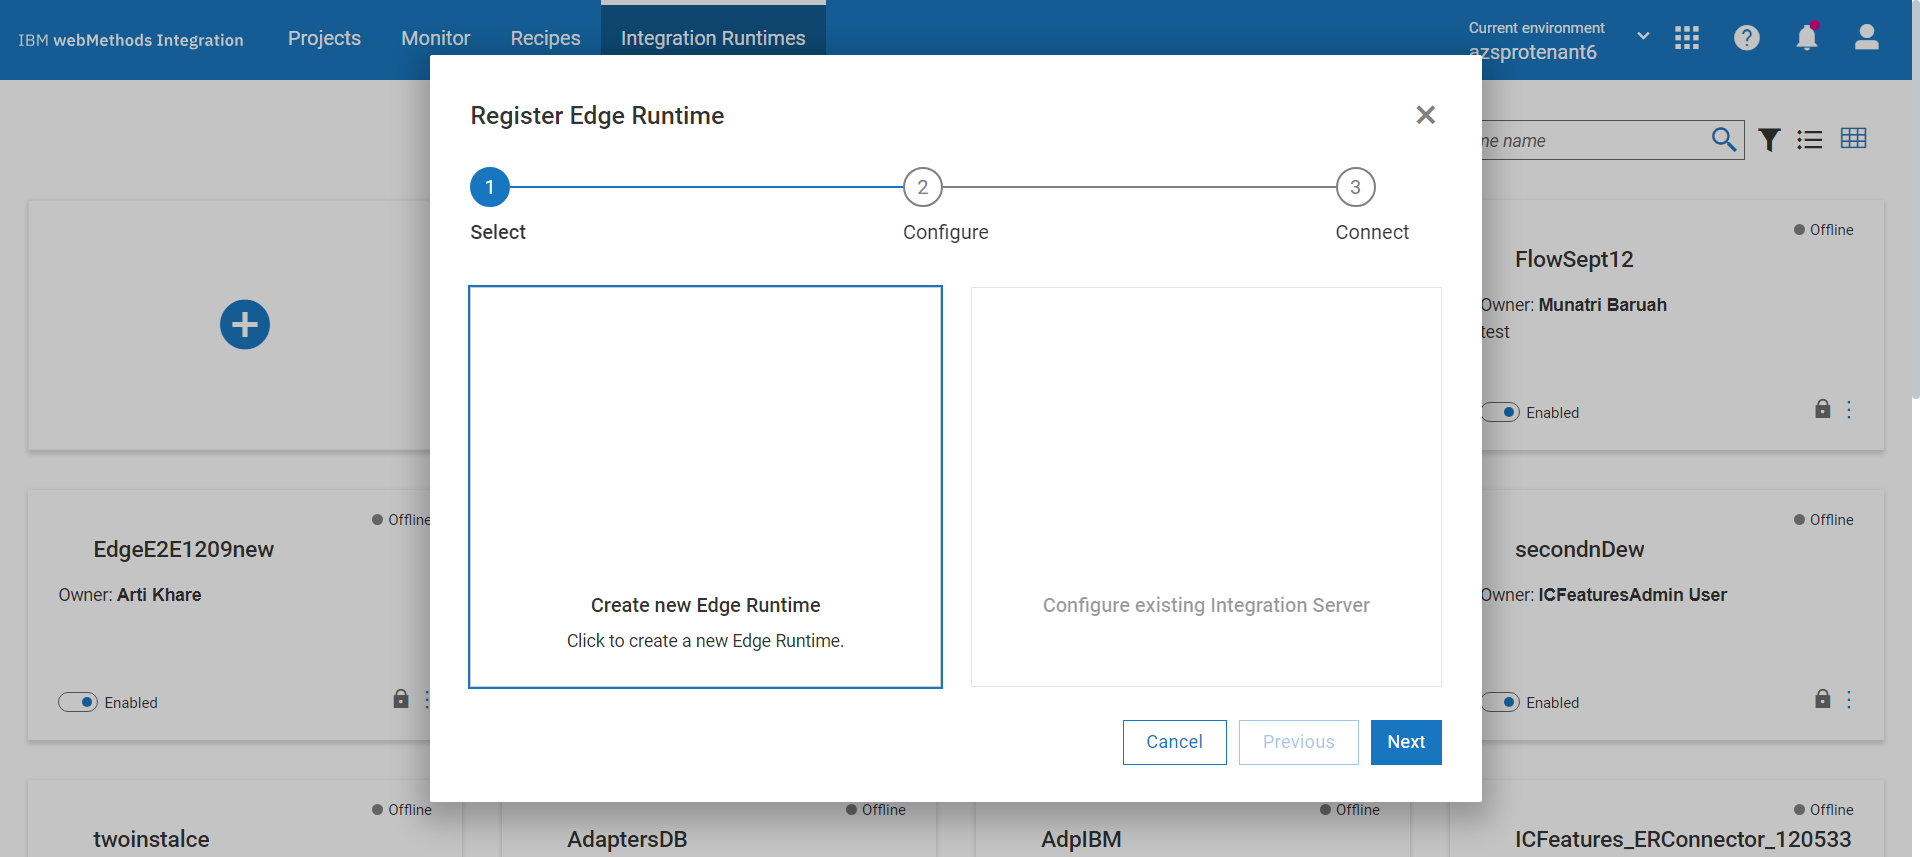 IBM webMethods Integration
Projects
Monitor
Recipes
Integration Runtimes
Current environment
azsprotenant6
Register Edge Runtime
me name
1
2
3
Select
Configure
Connect
Offline
FlowSept12
Owner: Munatri Baruah
test
Enabled
Create new Edge Runtime
Click to create a new Edge Runtime.
Configure existing Integration Server
Cancel
Previous
Next
Offline
EdgeE2E1209new
Owner: Arti Khare
Enabled
Offline
secondnDew
Owner: ICFeaturesAdmin User
Enabled
Offline
twoinstalce
Offline
AdaptersDB
Offline
AdpIBM
Offline
ICFeatures_ERConnector_120533